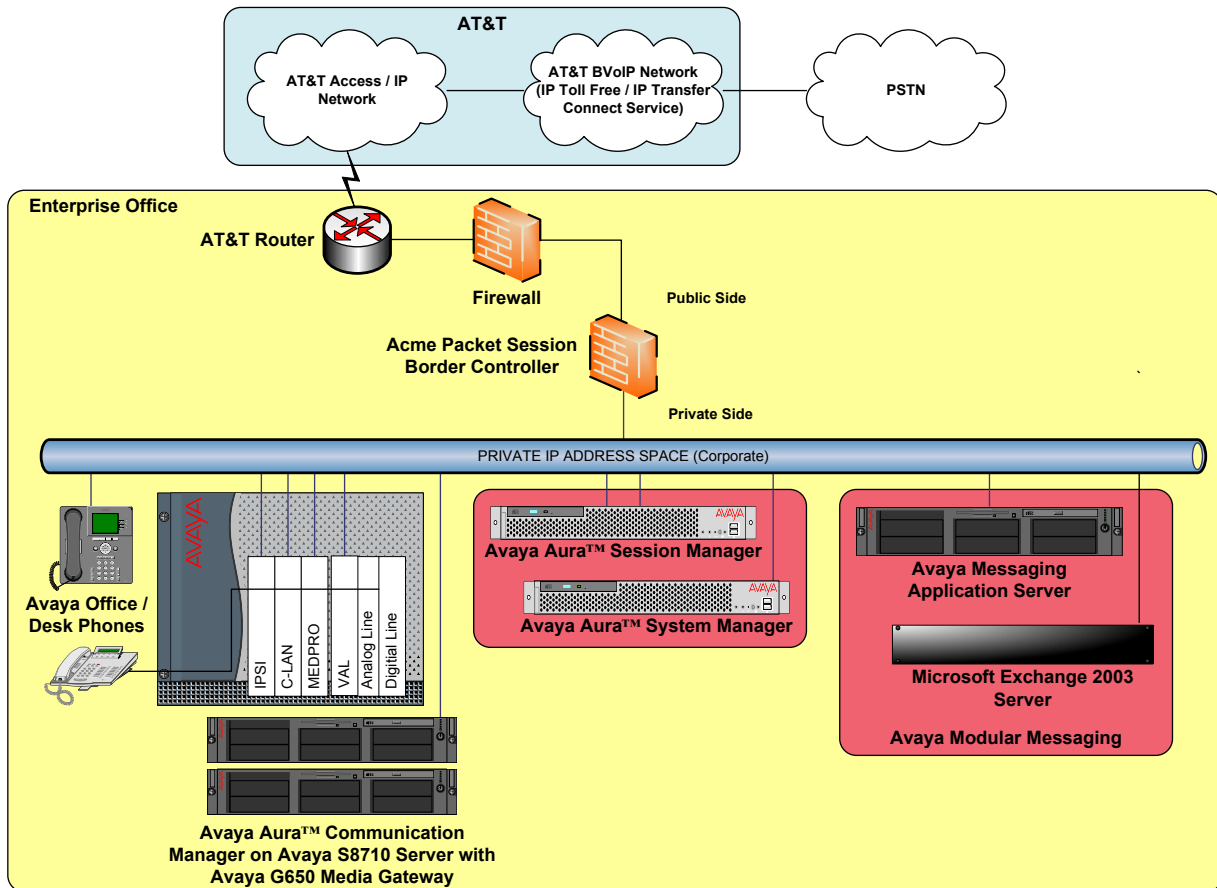 AT&T
AT&T Access / IP
Network
AT&T BVoIP Network
(IP Toll Free / IP Transfer
Connect Service)
PSTN
Enterprise Office
AT&T Router
Firewall
Public Side
Acme Packet Session
Border Controller
`
Private Side
PRIVATE IP ADDRESS SPACE (Corporate)
AVAYA
IPSI
C-LAN
MEDPRO
VAL
Analog Line
Digitial Line
Avaya Office /
Desk Phones
AVAYA
Avaya Aura™ Session Manager
AVAYA
Avaya Aura™ System Manager
Avaya Messaging
Application Server
Microsoft Exchange 2003
Server
Avaya Modular Messaging
Avaya Aura™ Communication
Manager on Avaya S8710 Server with
Avaya G650 Media Gateway